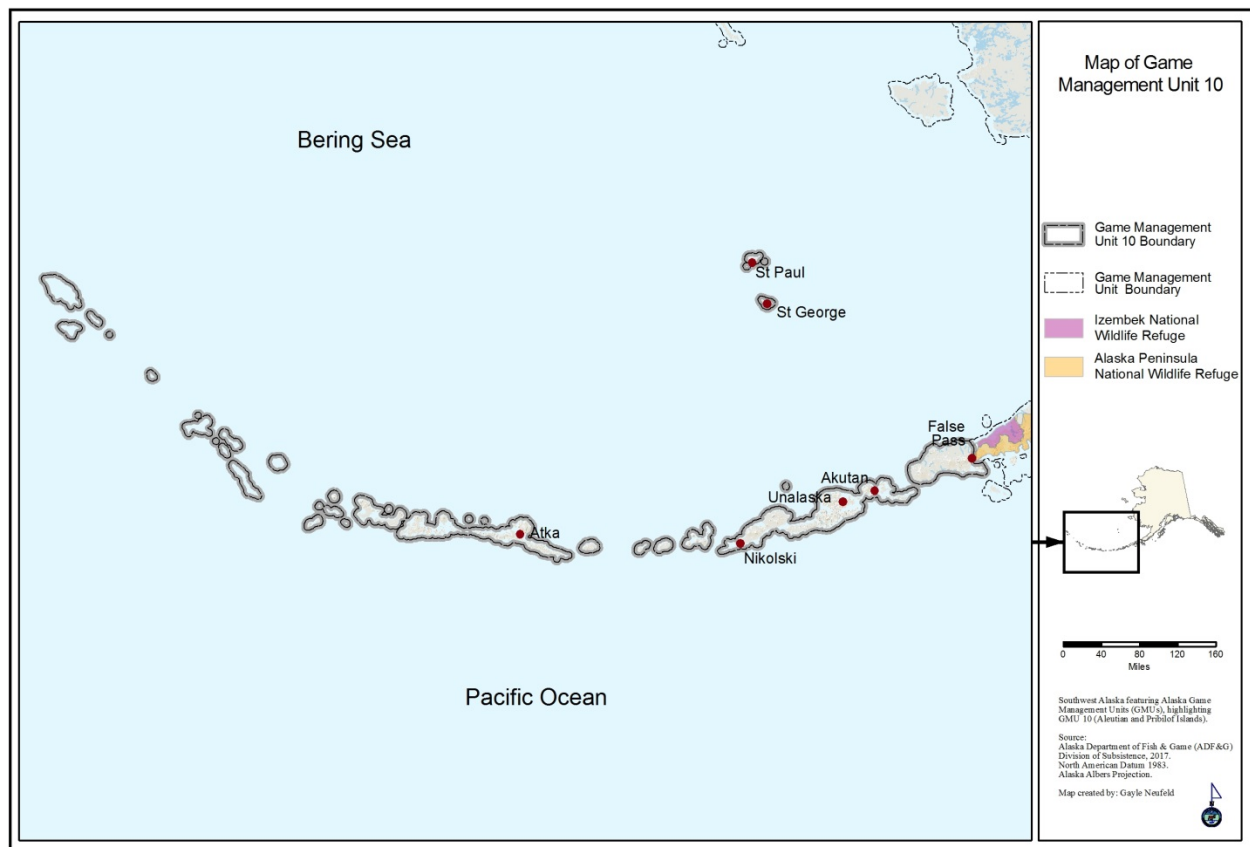 Bering Sea
St Paul
St George
False
Pass
Akutan
Unalaska
Atka
Nikolski
Pacific Ocean
Map of Game
Management Unit 10
Game Management
Unit 10 Boundary
Game Management
Unit Boundary
Izembek National
Wildlife Refuge
Alaska Peninsula
National Wildlife Refuge
0 40 80 120 160
Miles
Southwest Alaska featuring Alaska Game
Management Units (GMUs), highlighting
GMU 10 (Aleutian and Pribilof Islands).
Source:
Alaska Department of Fish & Game (ADF&G)
Division of Subsistence, 2017.
North American Datum 1983.
Alaska Albers Projection.
Map created by: Gayle Neufeld